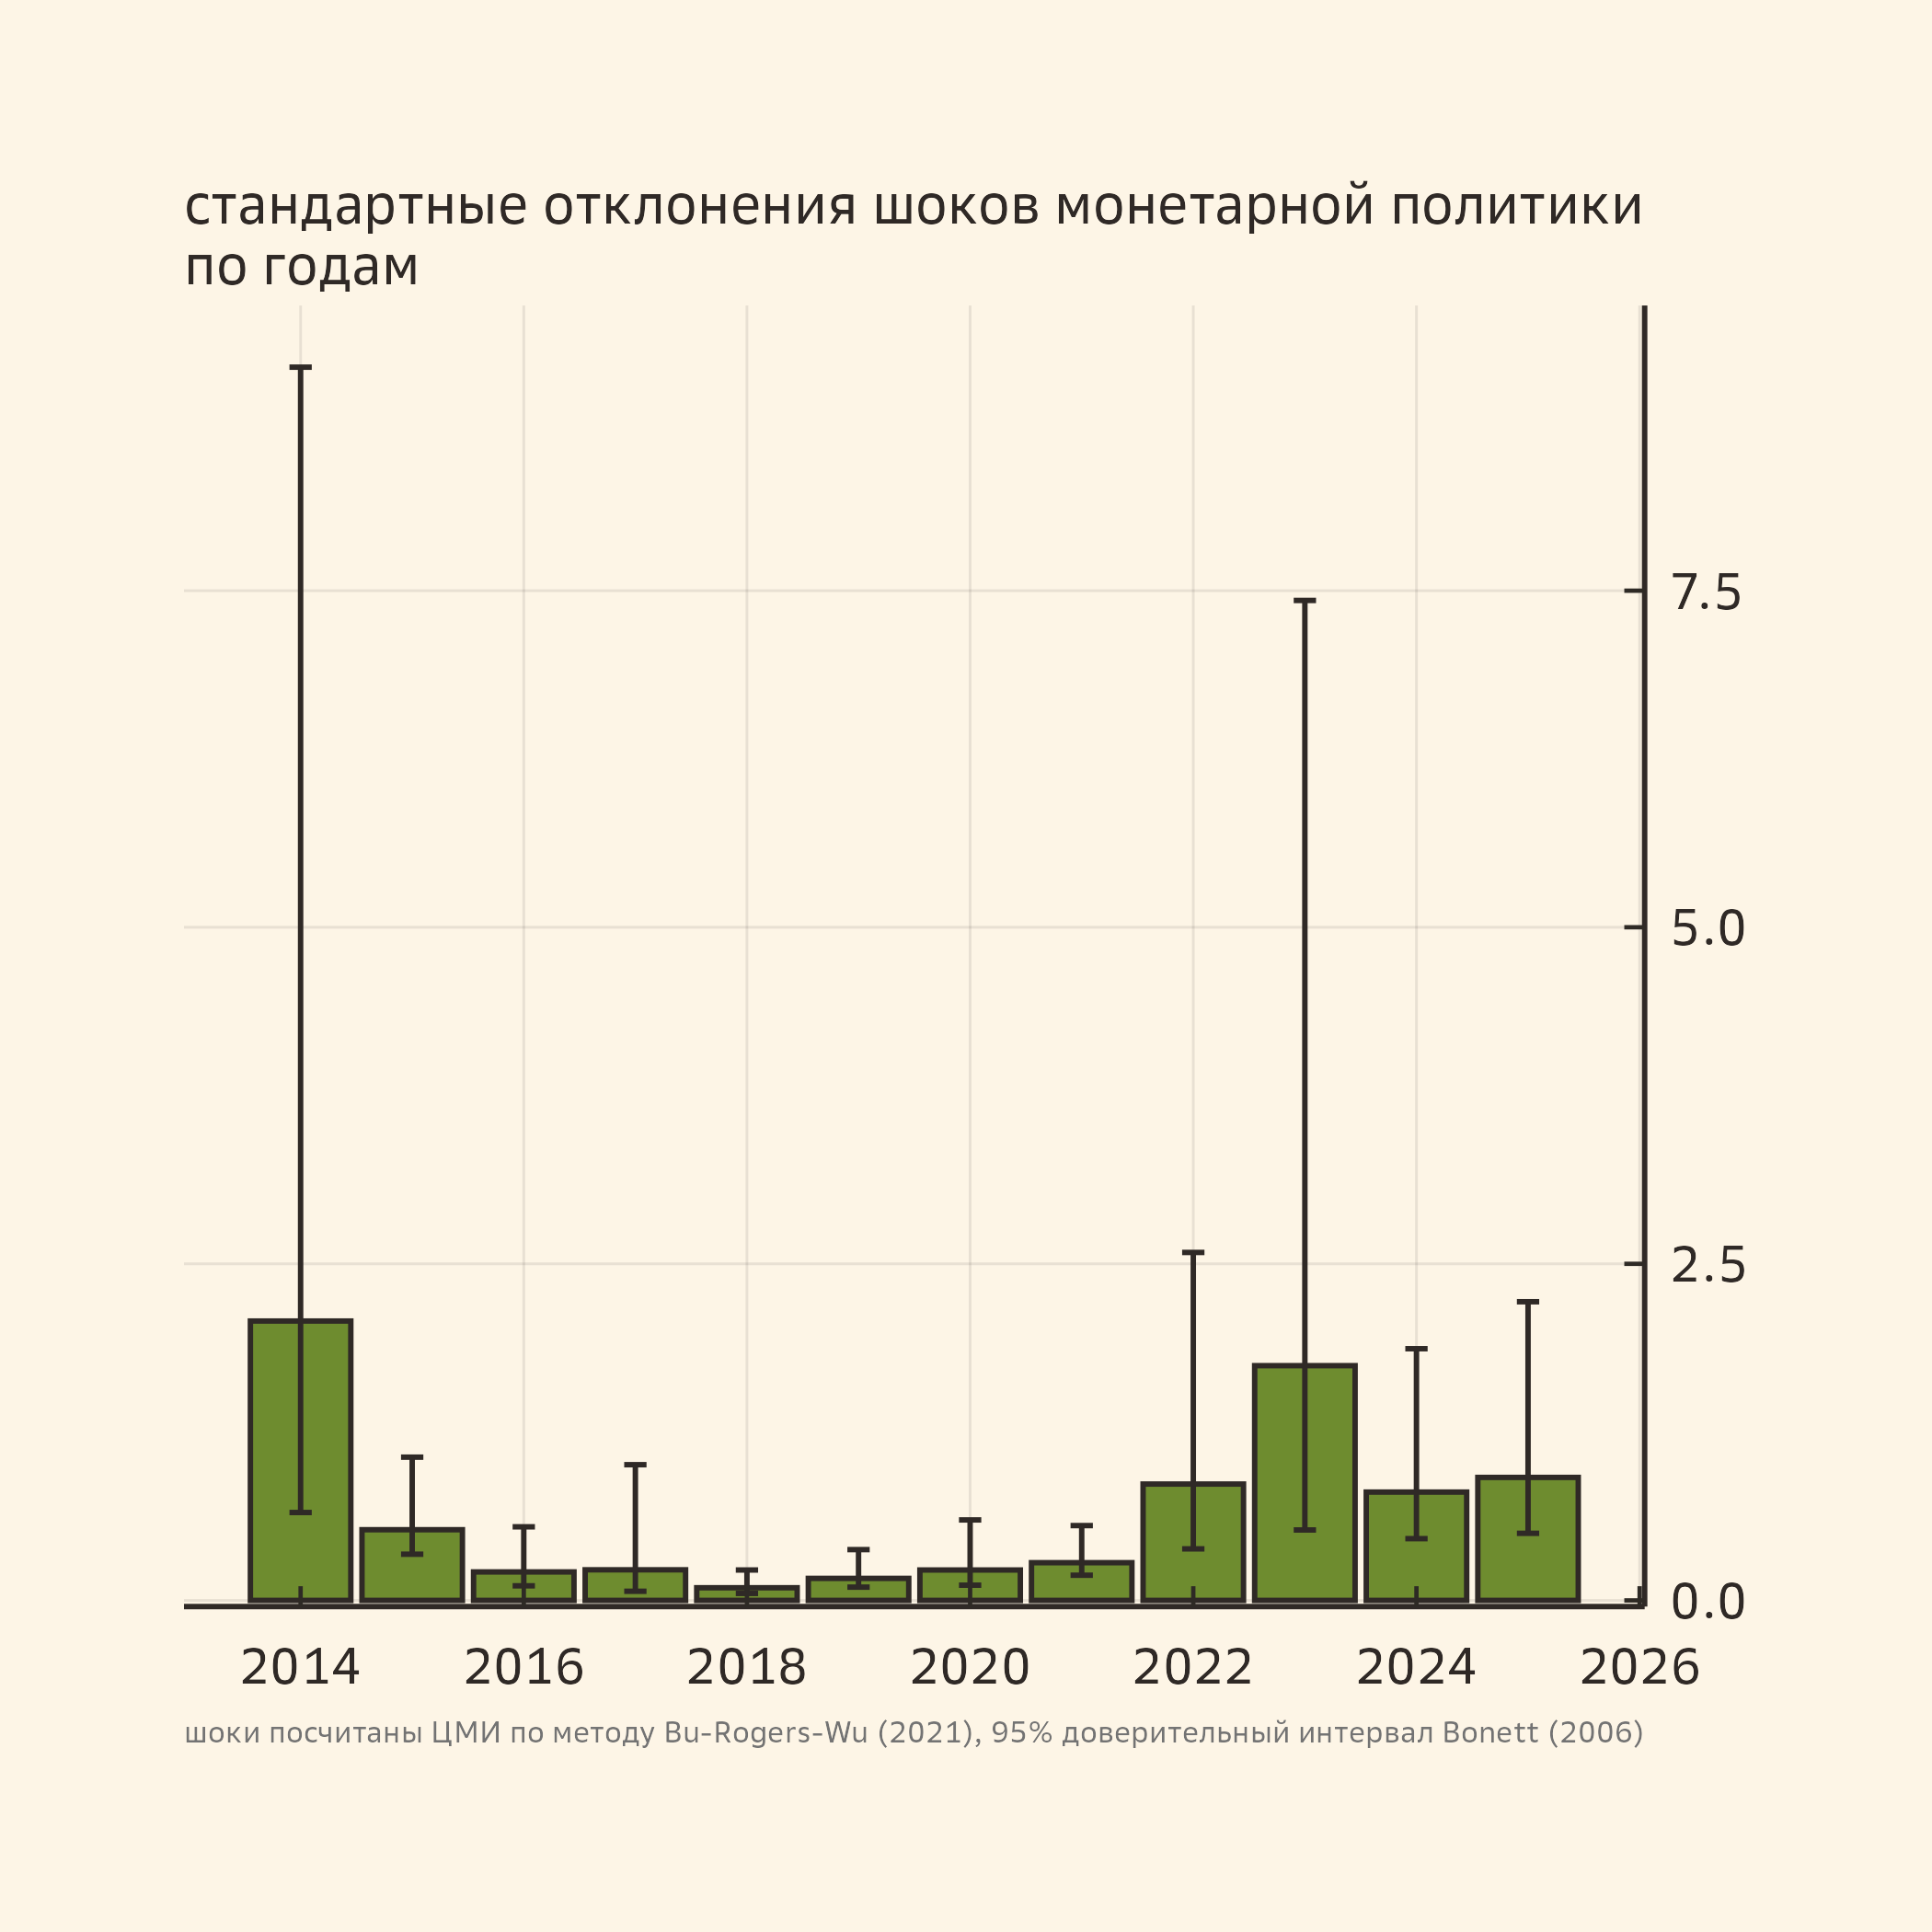 стандартные отклонения шоков монетарной политики
по годам
7.5
5.0
2.5
0.0
2014 2016 2018 2020 2022 2024 2026
шоки посчитаны ЦМИ по методу Bu-Rogers-Wu (2021), 95% доверительный интервал Bonett (2006)